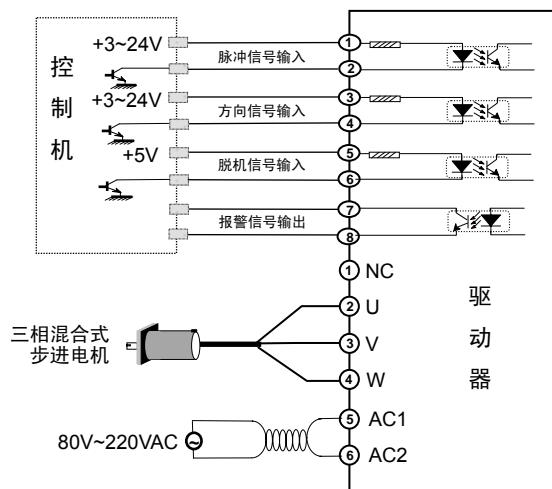 控制机
+3~24V
脉冲信号输入
1
2
+3~24V
方向信号输入
3
4
+5V
脱机信号输入
5
6
报警信号输出
7
8
1 NC
2 U
3 V
4 W
5 AC1
6 AC2
驱动器
三相混合式
步进电机
80V~220VAC
~